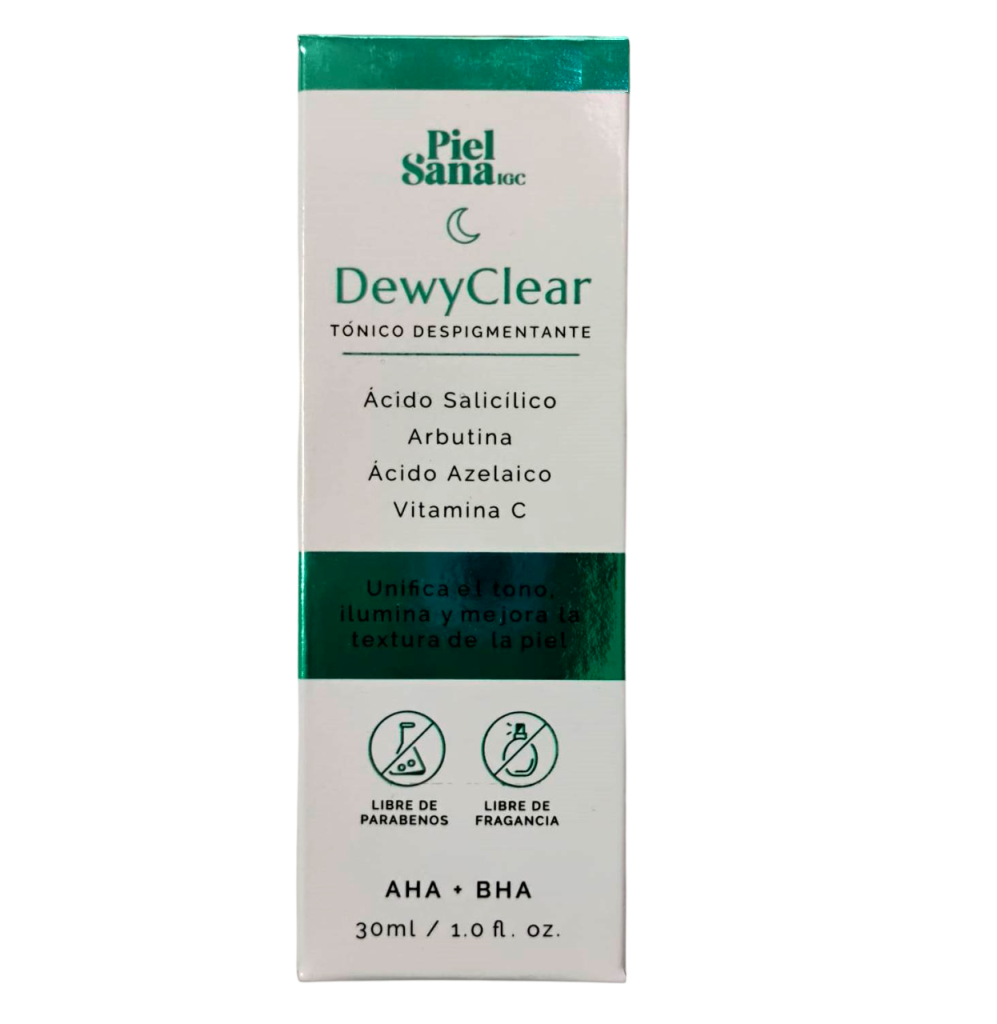 Piel
Sana IGC
DewyClear
TÓNICO DESPIGMENTANTE
Ácido Salicílico
Arbutina
Ácido Azelaico
Vitamina C
Unifica el tono,
ilumina y mejora la
textura de la piel
LIBRE DE PARABENOS
LIBRE DE FRAGANCIA
AHA + BHA
30ml / 1.0 fl. oz.